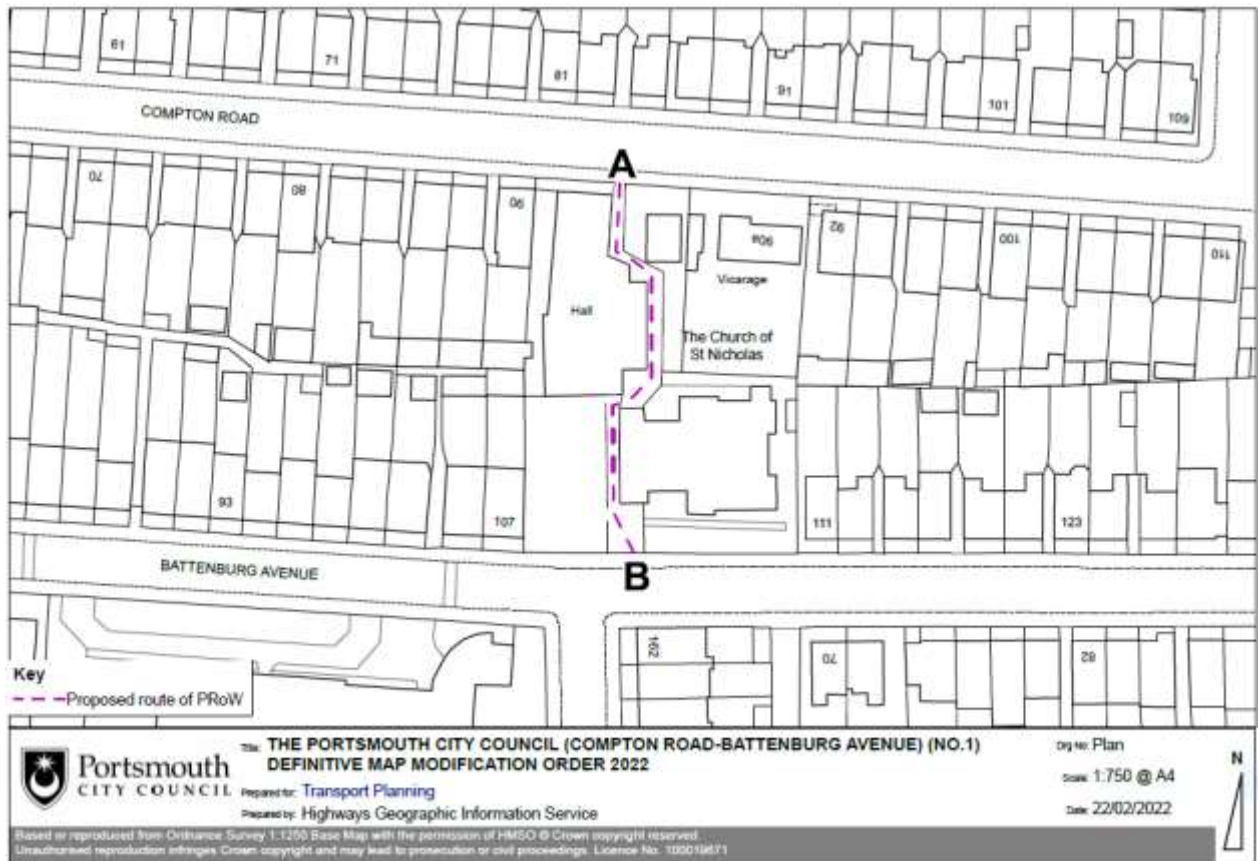 61
71
81
91
101
109
COMPTON ROAD
A
70
80
90
90a
92
100
110
Vicarage
Hall
The Church of
St Nicholas
93
107
111
123
BATTENBURG AVENUE
B
162
70
82
Key
Proposed route of PRoW
Portsmouth
CITY COUNCIL
Title: THE PORTSMOUTH CITY COUNCIL (COMPTON ROAD-BATTENBURG AVENUE) (NO.1)
DEFINITIVE MAP MODIFICATION ORDER 2022
Prepared for: Transport Planning
Prepared by: Highways Geographic Information Service
Drg No: Plan
Scale: 1:750 @ A4
Date: 22/02/2022
N
Based or reproduced from Ordnance Survey 1:1250 Base Map with the permission of HMSO © Crown copyright reserved.
Unauthorised reproduction infringes Crown copyright and may lead to prosecution or civil proceedings. Licence No. 100019671